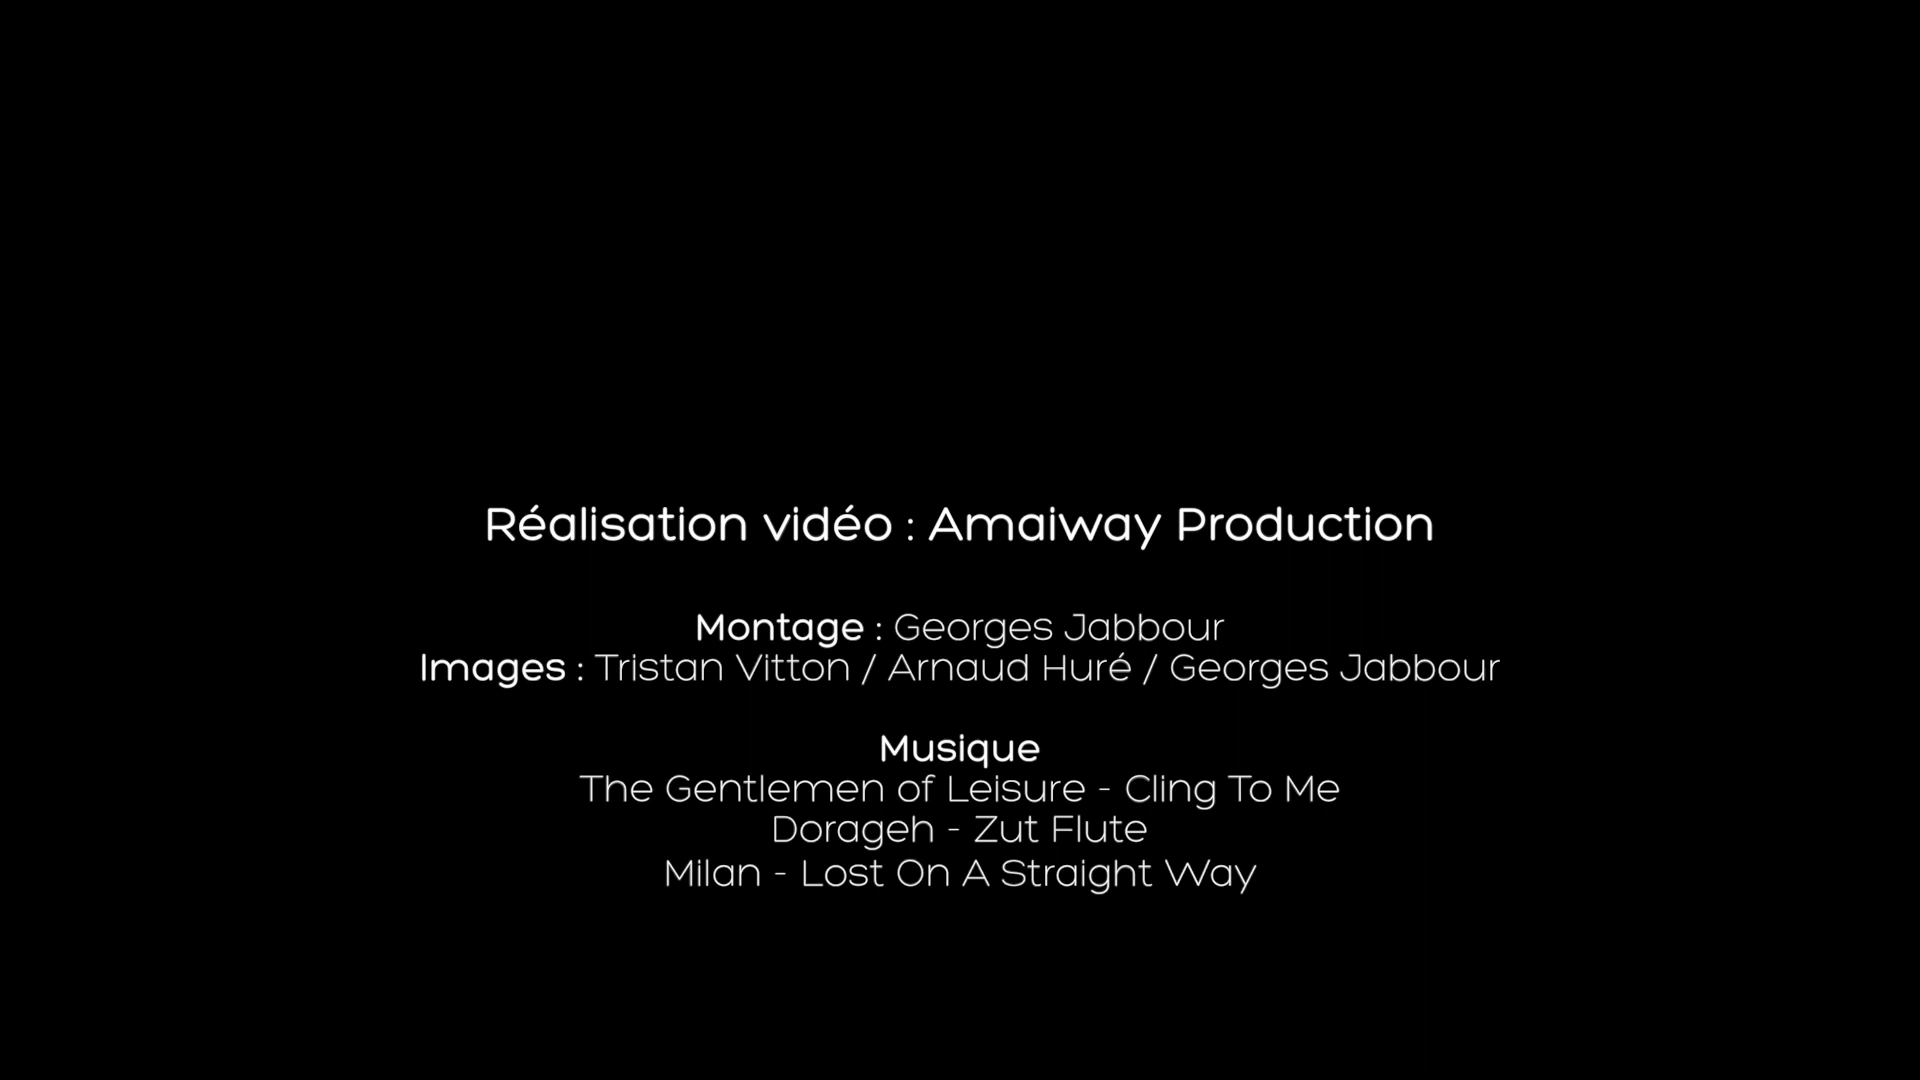 Réalisation vidéo : Amaiway Production
Montage : Georges Jabbour
Images : Tristan Vitton / Arnaud Huré / Georges Jabbour
Musique
The Gentlemen of Leisure - Cling To Me
Dorageh - Zut Flute
Milan - Lost On A Straight Way